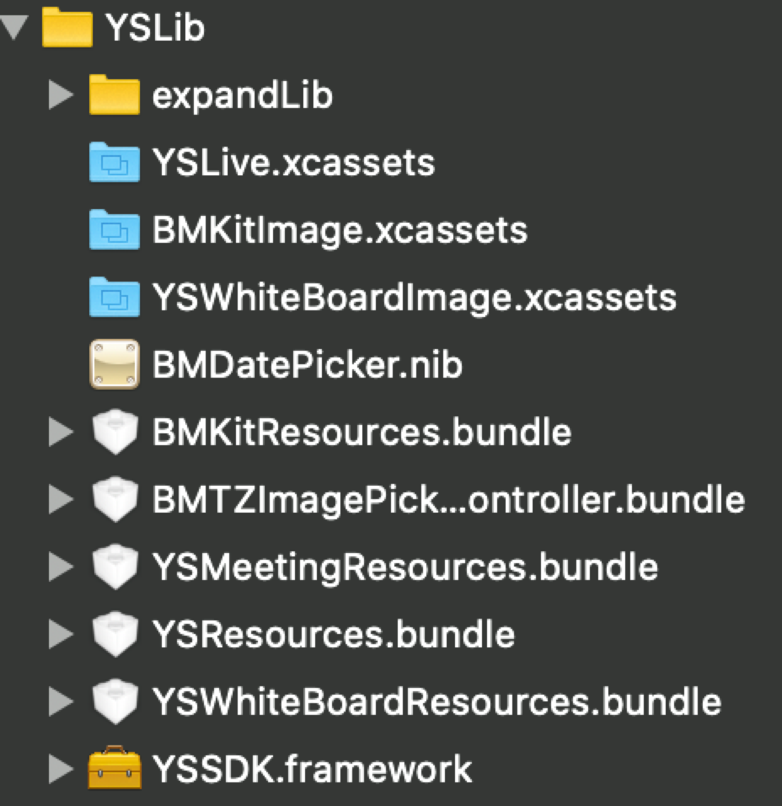 YSLib
expandLib
YSLive.xcassets
BMKitImage.xcassets
YSWhiteBoardImage.xcassets
BMDatePicker.nib
BMKitResources.bundle
BMTZImagePick...ontroller.bundle
YSMeetingResources.bundle
YSResources.bundle
YSWhiteBoardResources.bundle
YSSDK.framework